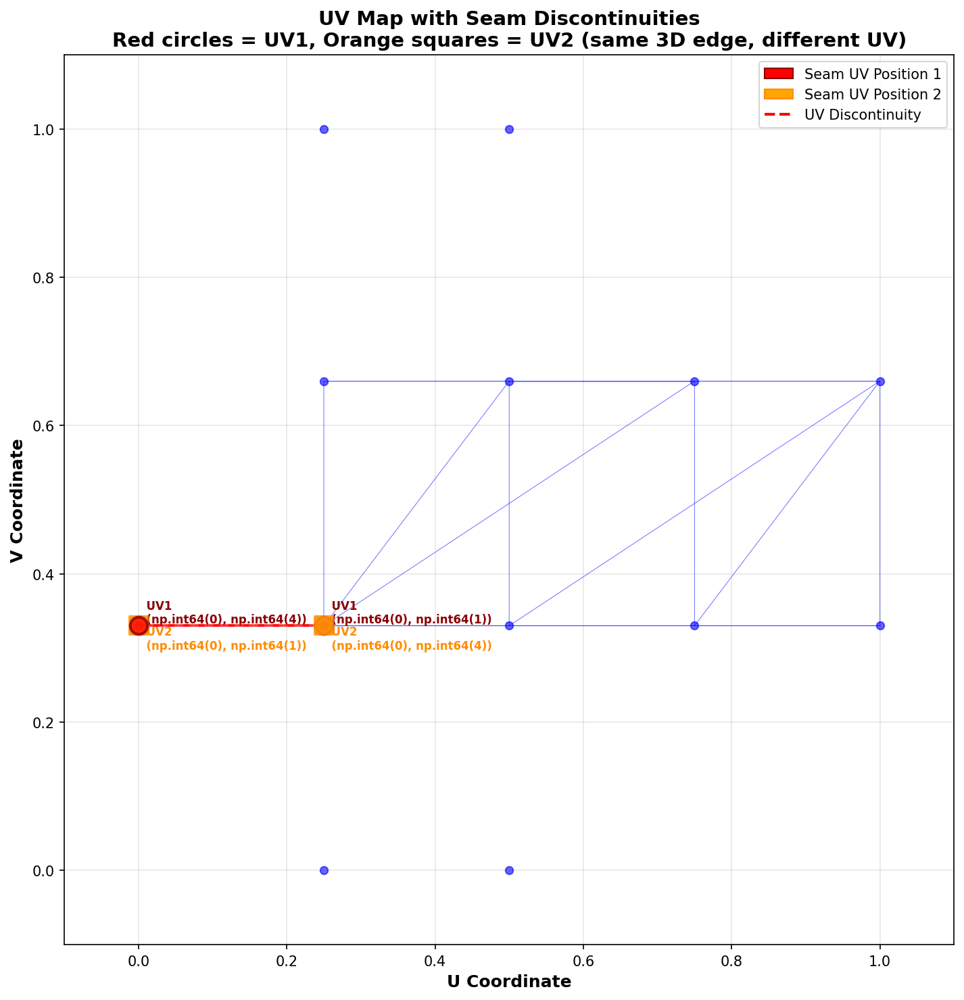 UV Map with Seam Discontinuities
Red circles = UV1, Orange squares = UV2 (same 3D edge, different UV)
Seam UV Position 1
Seam UV Position 2
UV Discontinuity
1.0
0.8
0.6
0.4
0.2
0.0
V Coordinate
UV1
(np.int64(0), np.int64(4))
UV2
(np.int64(0), np.int64(1))
UV1
(np.int64(0), np.int64(1))
UV2
(np.int64(0), np.int64(4))
0.0
0.2
0.4
0.6
0.8
1.0
U Coordinate